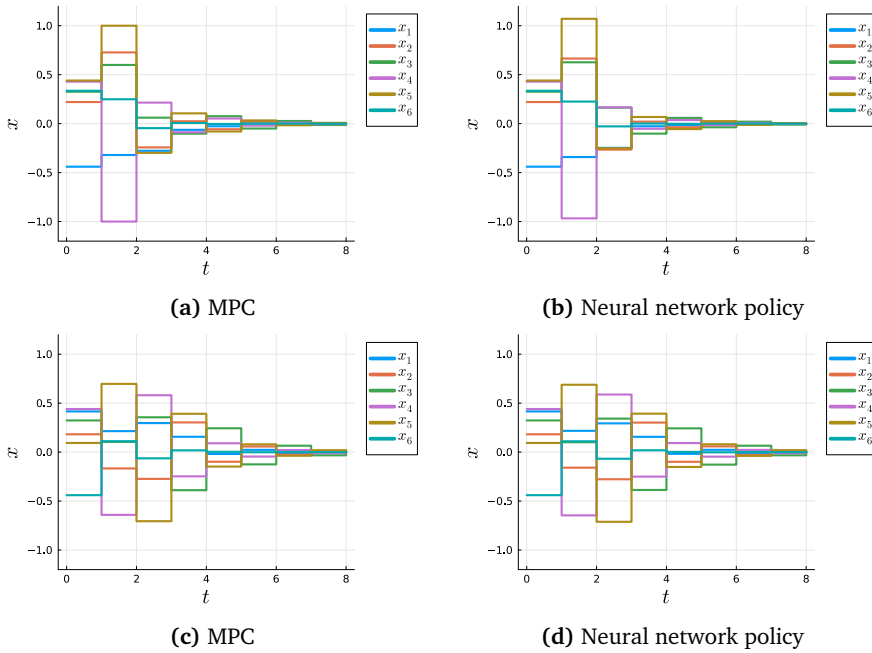 1.0
0.5
0.0
−0.5
−1.0
x
0 2 4 6 8
t
x₁
x₂
x₃
x₄
x₅
x₆
(a) MPC
1.0
0.5
0.0
−0.5
−1.0
x
0 2 4 6 8
t
x₁
x₂
x₃
x₄
x₅
x₆
(b) Neural network policy
1.0
0.5
0.0
−0.5
−1.0
x
0 2 4 6 8
t
x₁
x₂
x₃
x₄
x₅
x₆
(c) MPC
1.0
0.5
0.0
−0.5
−1.0
x
0 2 4 6 8
t
x₁
x₂
x₃
x₄
x₅
x₆
(d) Neural network policy